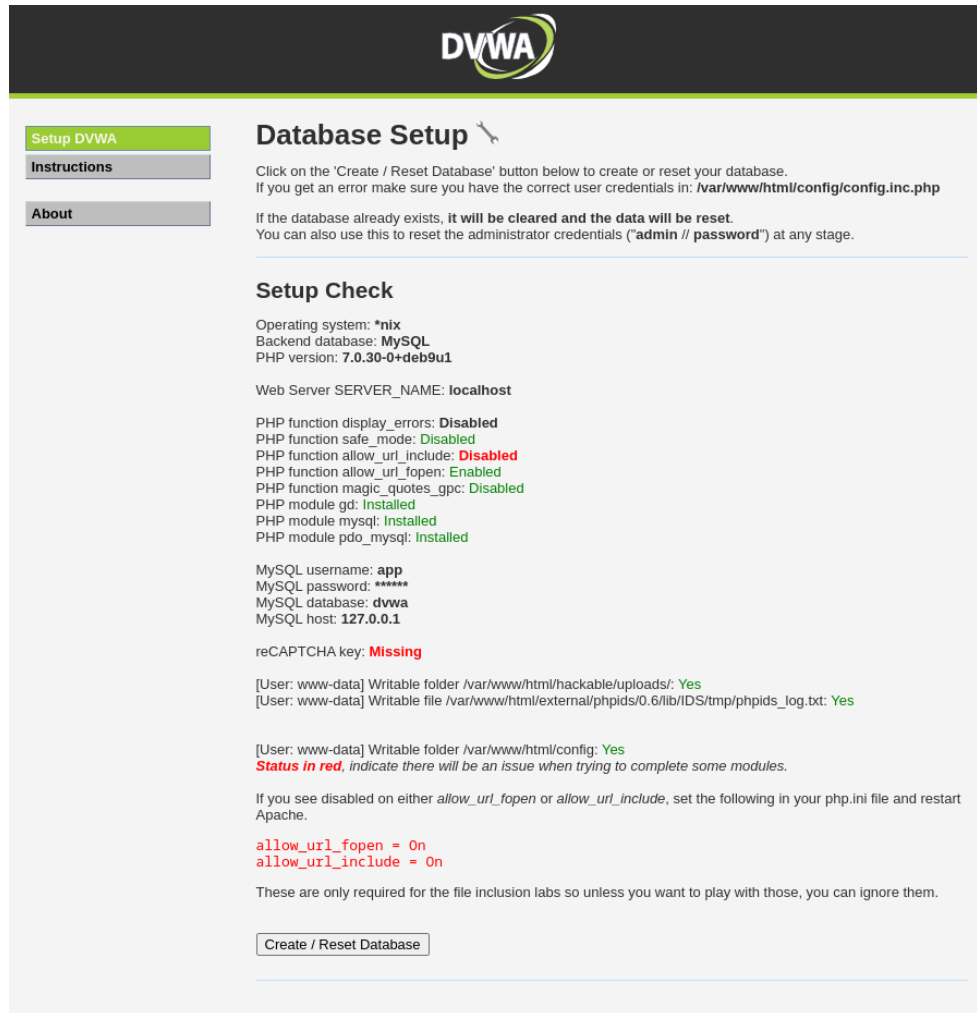 DVWA
Setup DVWA
Instructions
About
Database Setup
Click on the 'Create / Reset Database' button below to create or reset your database.
If you get an error make sure you have the correct user credentials in: /var/www/html/config/config.inc.php
If the database already exists, it will be cleared and the data will be reset.
You can also use this to reset the administrator credentials ("admin // password") at any stage.
Setup Check
Operating system: *nix
Backend database: MySQL
PHP version: 7.0.30-0+deb9u1
Web Server SERVER_NAME: localhost
PHP function display_errors: Disabled
PHP function safe_mode: Disabled
PHP function allow_url_include: Disabled
PHP function allow_url_fopen: Enabled
PHP function magic_quotes_gpc: Disabled
PHP module gd: Installed
PHP module mysql: Installed
PHP module pdo_mysql: Installed
MySQL username: app
MySQL password: ******
MySQL database: dvwa
MySQL host: 127.0.0.1
reCAPTCHA key: Missing
[User: www-data] Writable folder /var/www/html/hackable/uploads/: Yes
[User: www-data] Writable file /var/www/html/external/phpids/0.6/lib/IDS/tmp/phpids_log.txt: Yes
[User: www-data] Writable folder /var/www/html/config: Yes
Status in red, indicate there will be an issue when trying to complete some modules.
If you see disabled on either allow_url_fopen or allow_url_include, set the following in your php.ini file and restart
Apache.
allow_url_fopen = On
allow_url_include = On
These are only required for the file inclusion labs so unless you want to play with those, you can ignore them.
Create / Reset Database